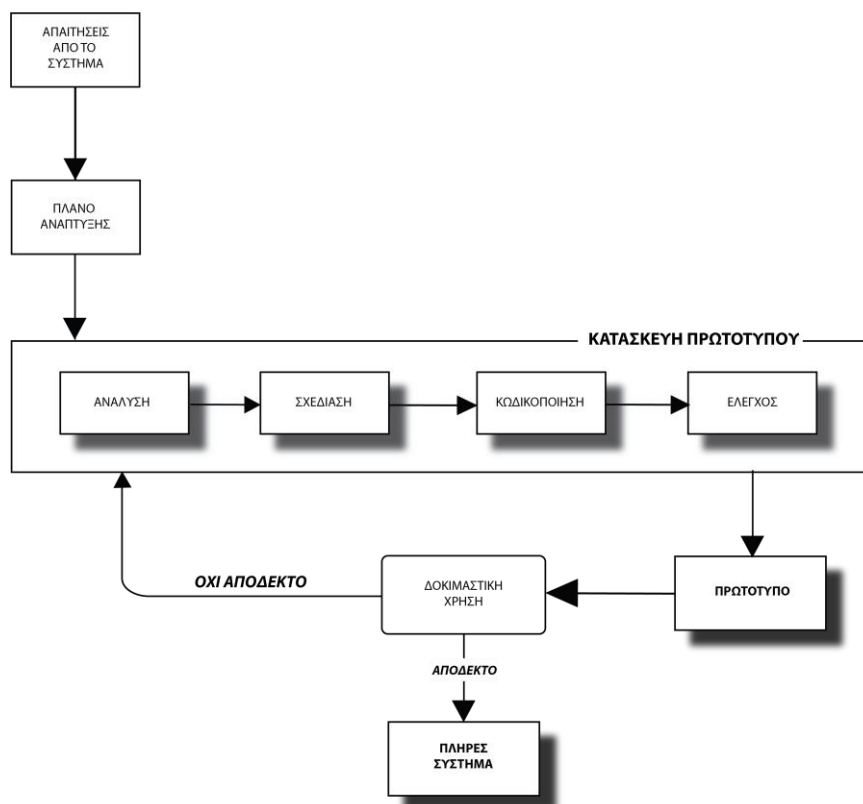 ΑΠΑΙΤΗΣΕΙΣ
ΑΠΟ ΤΟ
ΣΥΣΤΗΜΑ
ΠΛΑΝΟ
ΑΝΑΠΤΥΞΗΣ
ΚΑΤΑΣΚΕΥΗ ΠΡΩΤΟΤΥΠΟΥ
ΑΝΑΛΥΣΗ
ΣΧΕΔΙΑΣΗ
ΚΩΔΙΚΟΠΟΙΗΣΗ
ΕΛΕΓΧΟΣ
ΟΧΙ ΑΠΟΔΕΚΤΟ
ΔΟΚΙΜΑΣΤΙΚΗ
ΧΡΗΣΗ
ΠΡΩΤΟΤΥΠΟ
ΑΠΟΔΕΚΤΟ
ΠΛΗΡΕΣ
ΣΥΣΤΗΜΑ